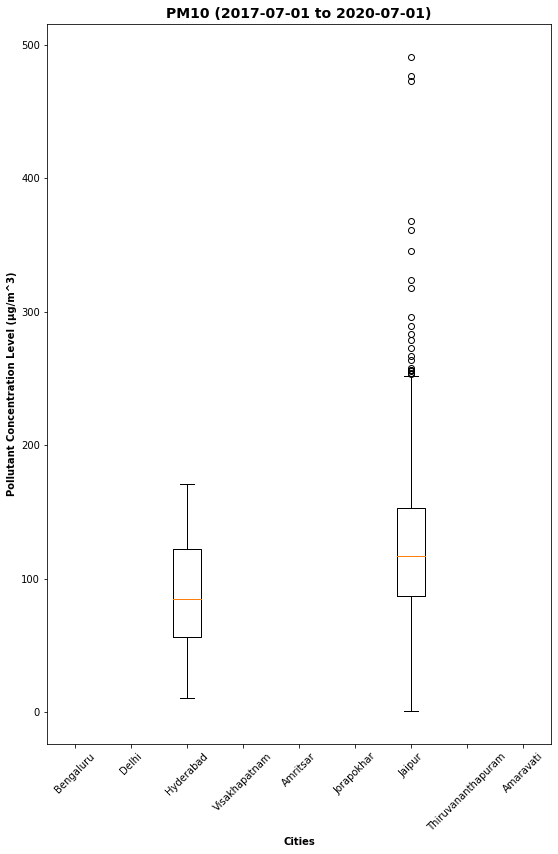 PM10 (2017-07-01 to 2020-07-01)
Pollutant Concentration Level (µg/m^3)
500
400
300
200
100
0
Bengaluru
Delhi
Hyderabad
Visakhapatnam
Amritsar
Jorapokhar
Jaipur
Thiruvananthapuram
Amaravati
Cities